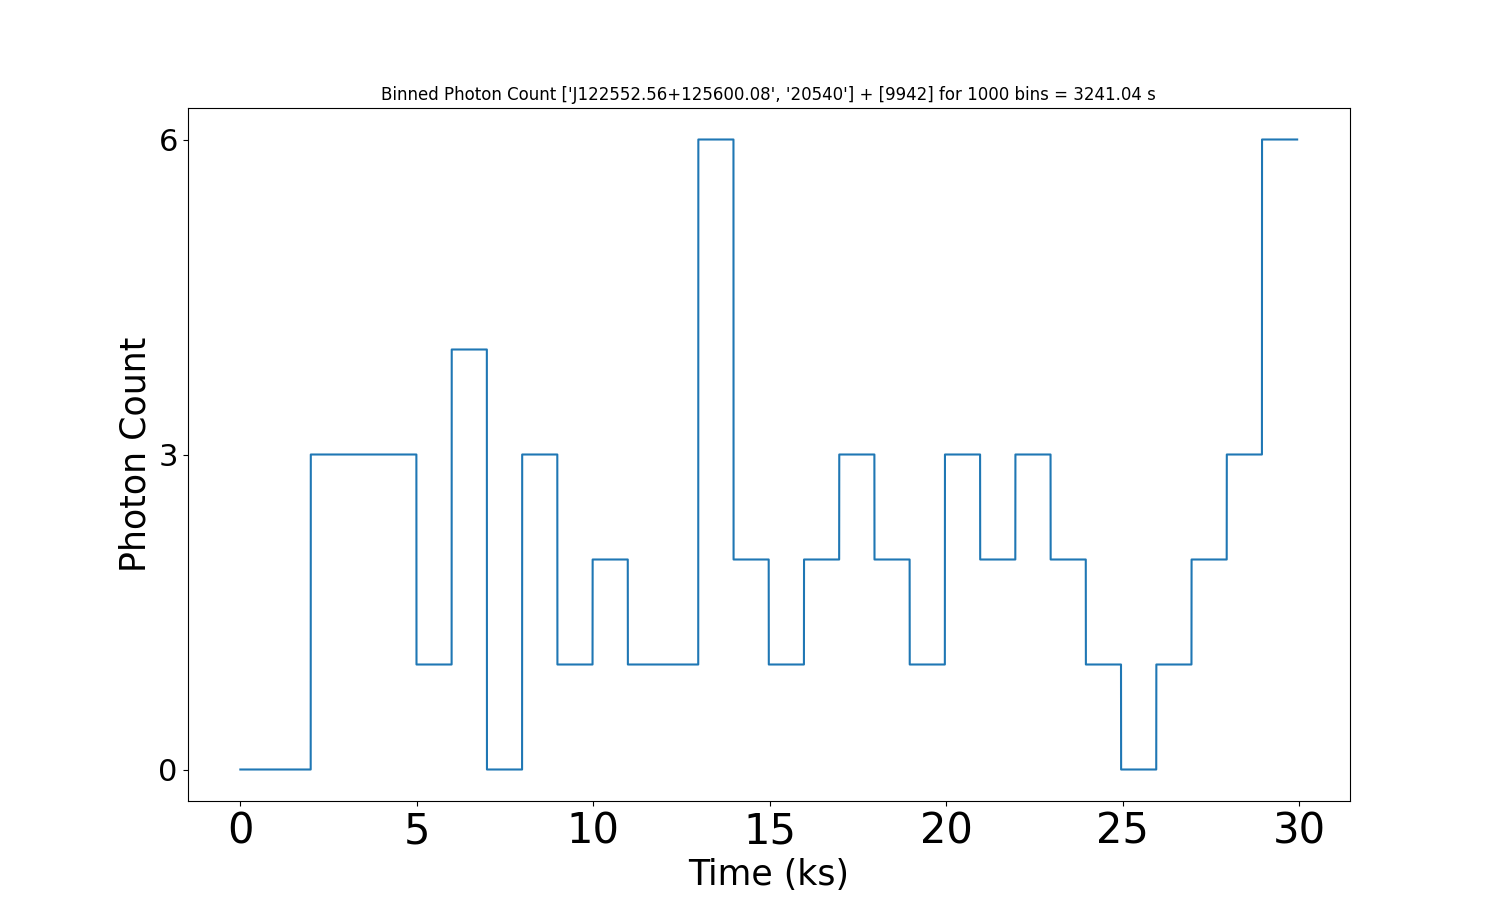 Binned Photon Count ['J122552.56+125600.08', '20540'] + [9942] for 1000 bins = 3241.04 s
6
3
0
Photon Count
0 5 10 15 20 25 30
Time (ks)